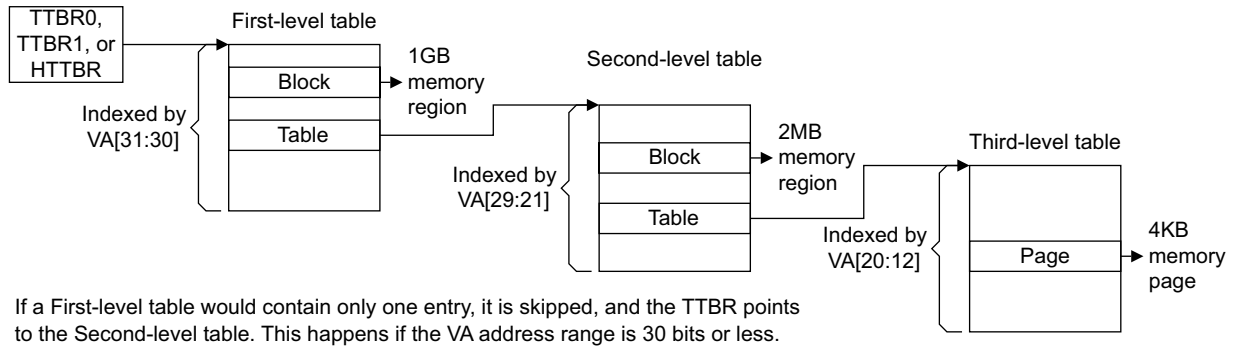 TTBR0,
TTBR1, or
HTTBR
First-level table
Indexed by
VA[31:30]
Block
Table
1GB
memory
region
Second-level table
Indexed by
VA[29:21]
Block
Table
2MB
memory
region
Third-level table
Indexed by
VA[20:12]
Page
4KB
memory
page
If a First-level table would contain only one entry, it is skipped, and the TTBR points
to the Second-level table. This happens if the VA address range is 30 bits or less.